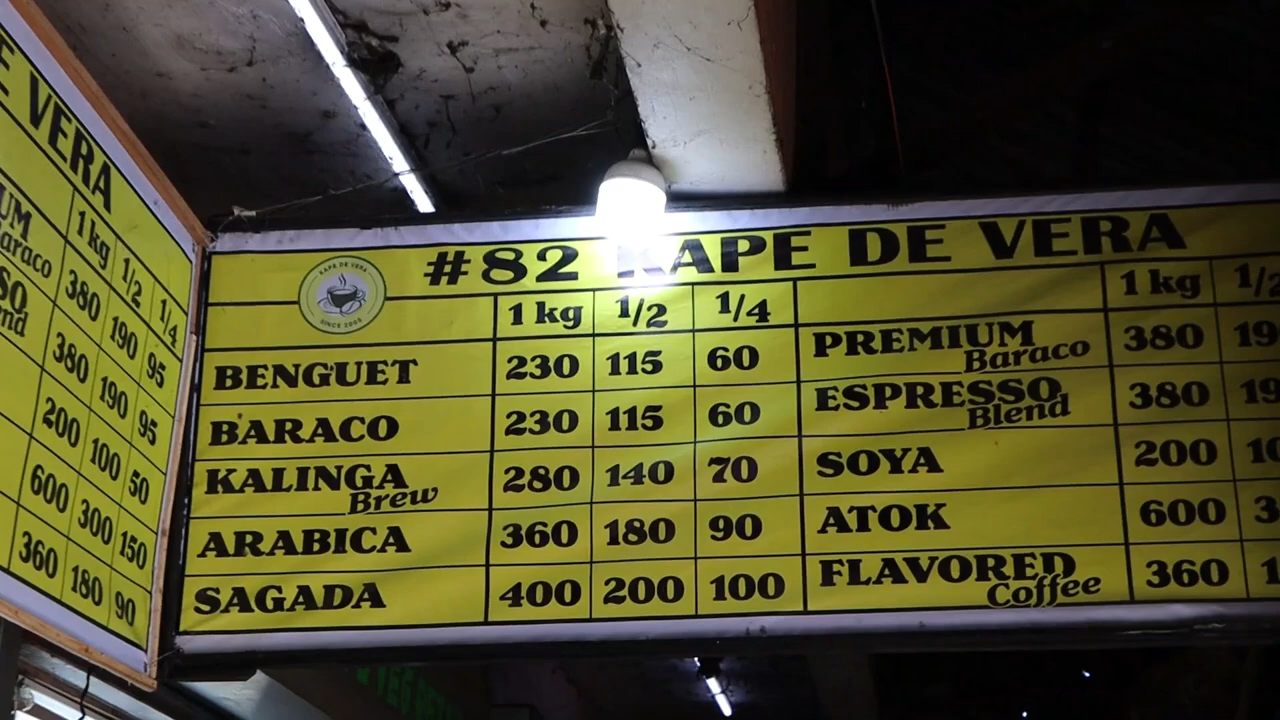 E VERA
1 kg 1/2 1/4
UM
araco 380 190 95
SO
end 380 190 95
200 100 50
600 300 150
360 180 90
#82 KAPE DE VERA
KAPE DE VERA
SINCE 2005
1 kg 1/2 1/4
BENGUET 230 115 60
BARACO 230 115 60
KALINGA
Brew 280 140 70
ARABICA 360 180 90
SAGADA 400 200 100
1 kg 1/2
PREMIUM
Baraco 380 19
ESPRESSO
Blend 380 19
SOYA 200 10
ATOK 600 3
FLAVORED
Coffee 360 1